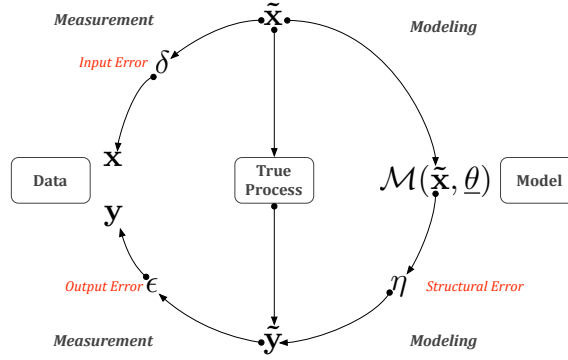 Measurement
x̃
Modeling
Input Error
δ
x
Data
True
Process
ℳ(x̃, θ̲)
Model
y
Output Error
ϵ
η
Structural Error
Measurement
ỹ
Modeling